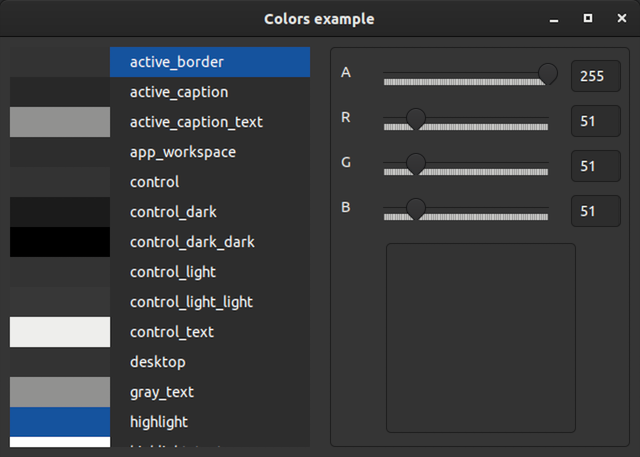 Colors example
active_border
active_caption
active_caption_text
app_workspace
control
control_dark
control_dark_dark
control_light
control_light_light
control_text
desktop
gray_text
highlight
A 255
R 51
G 51
B 51